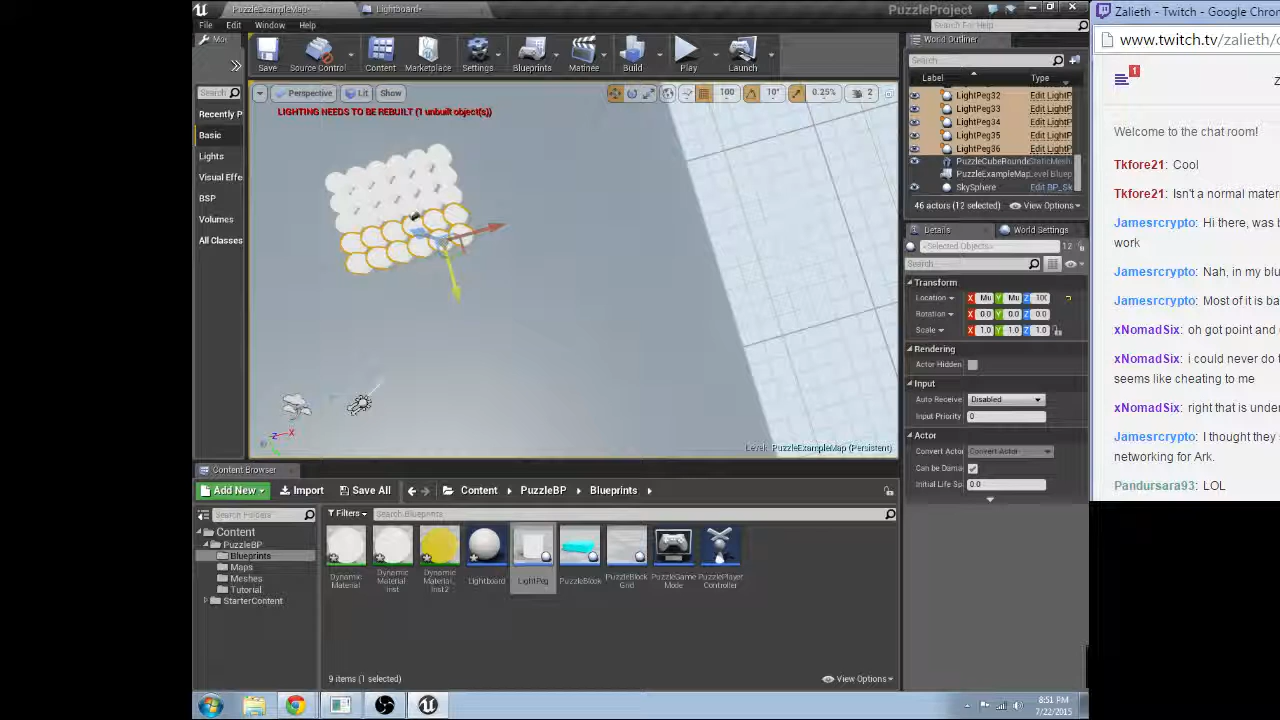 PuzzleExampleMap*
Lightboard*
PuzzleProject
File Edit Window Help
Search For Help
Save
Source Control
Content
Marketplace
Settings
Blueprints
Matinee
Build
Play
Launch
World Outliner
Search...
Label
Type
LightPeg32 Edit LightP
LightPeg33 Edit LightP
LightPeg34 Edit LightP
LightPeg35 Edit LightP
LightPeg36 Edit LightP
PuzzleCubeRounde StaticMesh
PuzzleExampleMap Level Bluep
SkySphere Edit BP_Sk
46 actors (12 selected)
View Options
Mo
Search
Recently P
Basic
Lights
Visual Effe
BSP
Volumes
All Classes
Perspective
Lit
Show
100
10°
0.25%
2
LIGHTING NEEDS TO BE REBUILT (1 unbuilt object(s))
Z X
Level: PuzzleExampleMap (Persistent)
Details
World Settings
<Selected Objects> 12
Search
Transform
Location X Mu Y Mu Z 10(
Rotation X 0.0 Y 0.0 Z 0.0
Scale X 1.0 Y 1.0 Z 1.0
Rendering
Actor Hidden
Input
Auto Receive Disabled
Input Priority 0
Actor
Convert Actor Convert Actor
Can be Dama
Initial Life Sp 0.0
Content Browser
Add New
Import
Save All
Content
PuzzleBP
Blueprints
Search Folders
Filters
Search Blueprints
Content
PuzzleBP
Blueprints
Maps
Meshes
Tutorial
StarterContent
Dynamic Material
Dynamic Material_Inst
Dynamic Material_Inst2
Lightboard
LightPeg
PuzzleBlock
PuzzleBlock Grid
PuzzleGame Mode
PuzzlePlayer Controller
9 items (1 selected)
View Options
8:51 PM
7/22/2015
Zalieth - Twitch - Google Chro
www.twitch.tv/zalieth/c
1
Z
Welcome to the chat room!
Tkfore21: Cool
Tkfore21: Isn't a normal mater
Jamesrcrypto: Hi there, was b
work
Jamesrcrypto: Nah, in my blu
Jamesrcrypto: Most of it is ba
xNomadSix: oh got point and
xNomadSix: i could never do t
seems like cheating to me
xNomadSix: right that is unde
Jamesrcrypto: I thought they
networking for Ark.
Pandursara93: LOL